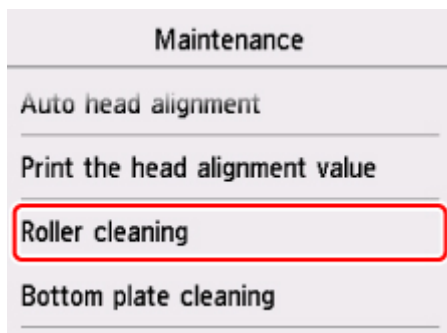 Maintenance
Auto head alignment
Print the head alignment value
Roller cleaning
Bottom plate cleaning